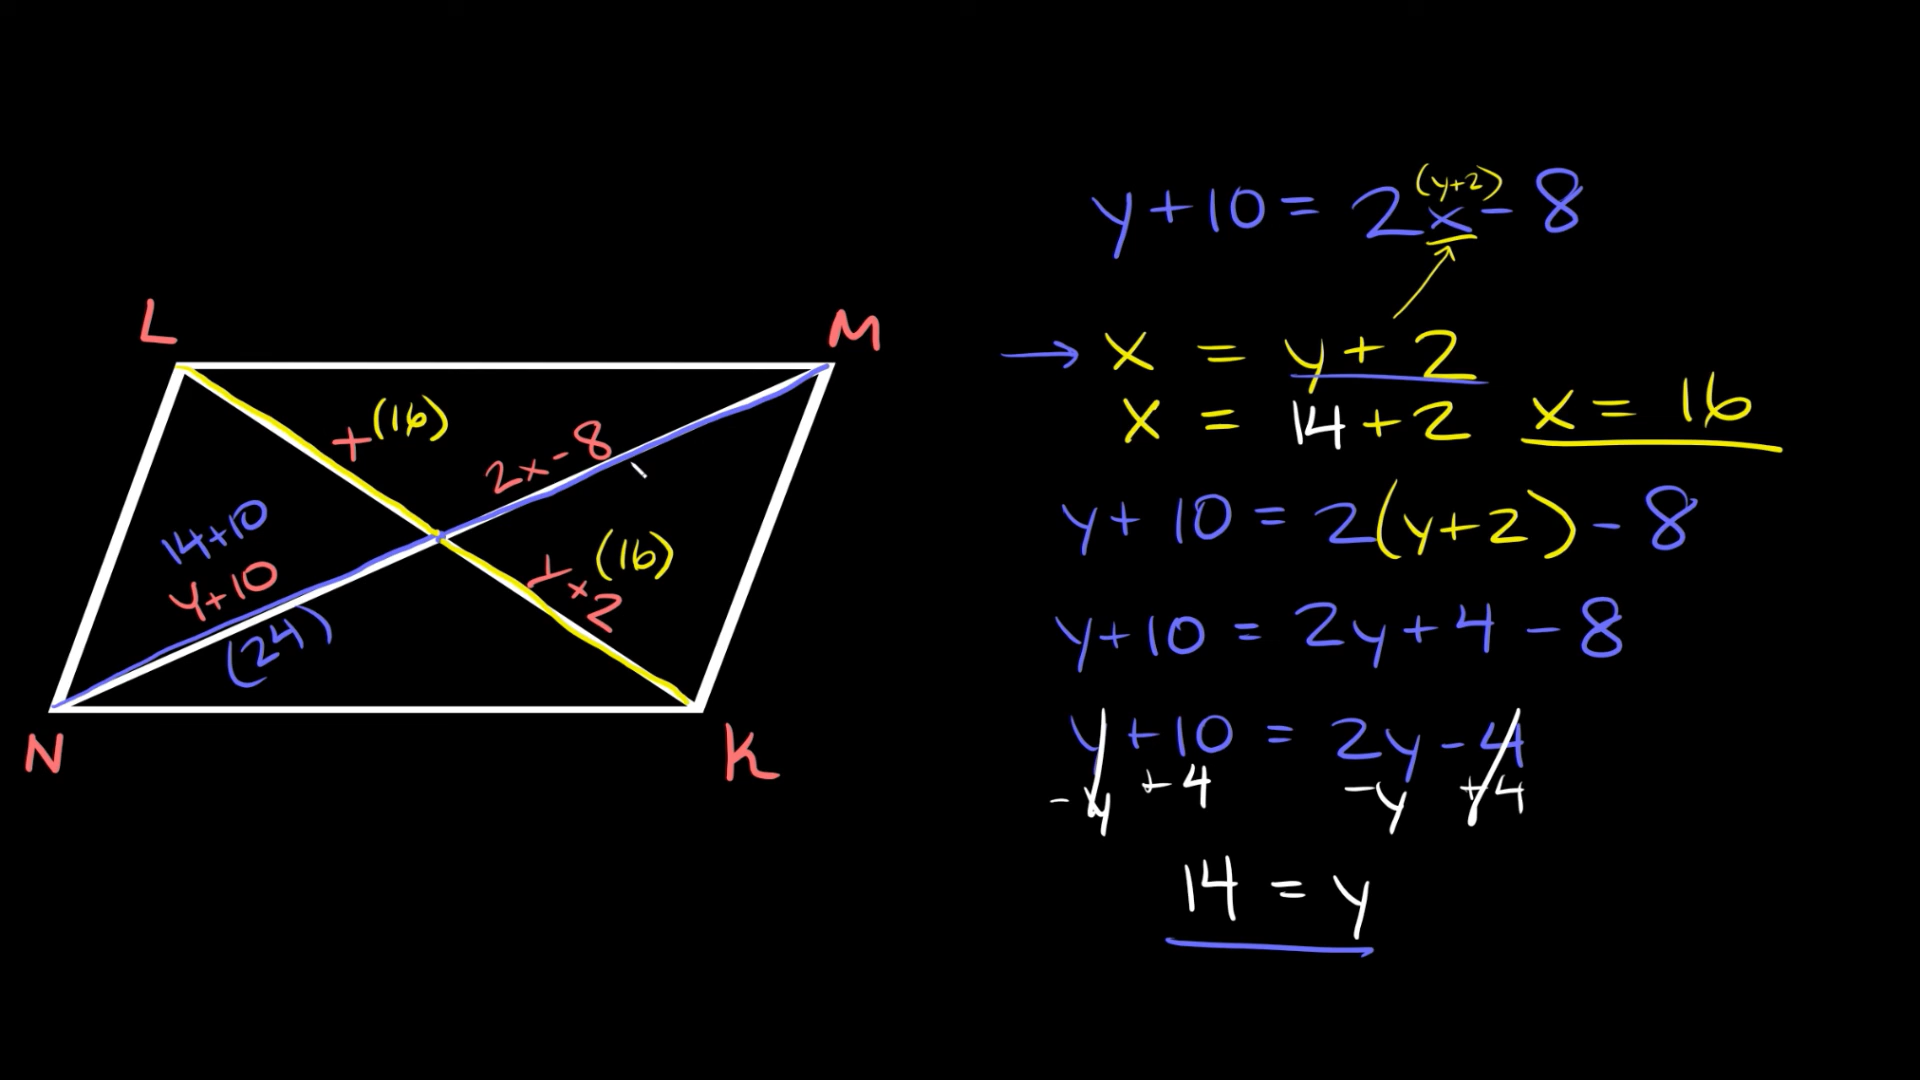 L
M
+ (16)
2x - 8
14+10
y+10
(24)
y + 2
(16)
N
K
y + 10 = 2x - 8
(y+2)
→ x = y + 2
x = 14 + 2
x = 16
y + 10 = 2(y+2) - 8
y+10 = 2y+4 - 8
y +10 = 2y - 4
-y +4 -y +4
14 = y